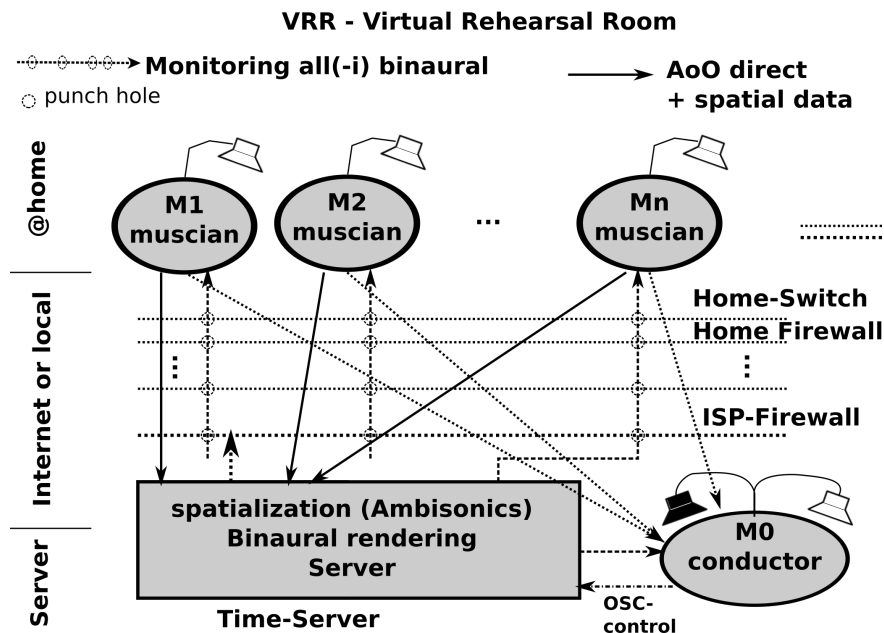 VRR - Virtual Rehearsal Room
Monitoring all(-i) binaural
punch hole
AoO direct
+ spatial data
@home
M1
muscian
M2
muscian
...
Mn
muscian
Internet or local
Home-Switch
Home Firewall
...
...
ISP-Firewall
Server
spatialization (Ambisonics)
Binaural rendering
Server
M0
conductor
Time-Server
OSC-
control